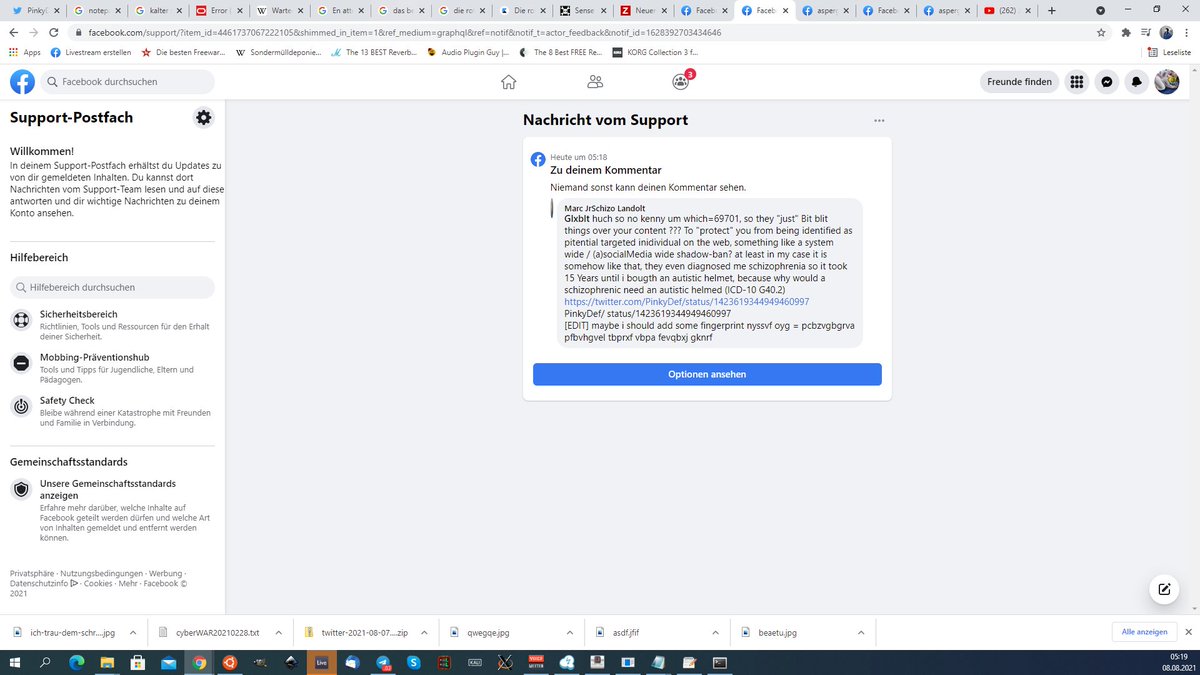 PinkyD
notep
kalter
Error
Warte
En att
das be
die ro
Die ro
Sense
Neuer
Faceb
Faceb
asper
Faceb
asper
(262)
facebook.com/support/?item_id=4461737067222105&shimmed_in_item=1&ref_medium=graphql&ref=notif&notif_t=actor_feedback&notif_id=1628392703434646
Apps
Livestream erstellen
Die besten Freewar...
Sondermülldeponie...
The 13 BEST Reverb...
Audio Plugin Guy |...
The 8 Best FREE Re...
KORG Collection 3 f...
Leseliste
Facebook durchsuchen
3
Freunde finden
Support-Postfach
Willkommen!
In deinem Support-Postfach erhältst du Updates zu
von dir gemeldeten Inhalten. Du kannst dort
Nachrichten vom Support-Team lesen und auf diese
antworten und dir wichtige Nachrichten zu deinem
Konto ansehen.
Hilfebereich
Hilfebereich durchsuchen
Sicherheitsbereich
Richtlinien, Tools und Ressourcen für den Erhalt
deiner Sicherheit.
Mobbing-Präventionshub
Tools und Tipps für Jugendliche, Eltern und
Pädagogen.
Safety Check
Bleibe während einer Katastrophe mit Freunden
und Familie in Verbindung.
Gemeinschaftsstandards
Unsere Gemeinschaftsstandards
anzeigen
Erfahre mehr darüber, welche Inhalte auf
Facebook geteilt werden dürfen und welche Art
von Inhalten gemeldet und entfernt werden
können.
Privatsphäre · Nutzungsbedingungen · Werbung ·
Datenschutzinfo · Cookies · Mehr · Facebook ©
2021
Nachricht vom Support
Heute um 05:18
Zu deinem Kommentar
Niemand sonst kann deinen Kommentar sehen.
Marc JrSchizo Landolt
Glxblt huch so no kenny um which=69701, so they "just" Bit blit
things over your content ??? To "protect" you from being identified as
pitential targeted inidividual on the web, something like a system
wide / (a)socialMedia wide shadow-ban? at least in my case it is
somehow like that, they even diagnosed me schizophrenia so it took
15 Years until i bougth an autistic helmet, because why would a
schizophrenic need an autistic helmed (ICD-10 G40.2)
https://twitter.com/PinkyDef/status/1423619344949460997
PinkyDef/ status/1423619344949460997
[EDIT] maybe i should add some fingerprint nyssvf oyg = pcbzvgbgrva
pfbvhgvel tbprxf vbpa fevqbxj gknrf
Optionen ansehen
ich-trau-dem-schr....jpg
cyberWAR20210228.txt
twitter-2021-08-07....zip
qwegqe.jpg
asdf.jfif
beaetu.jpg
Alle anzeigen
Live
05:19
08.08.2021